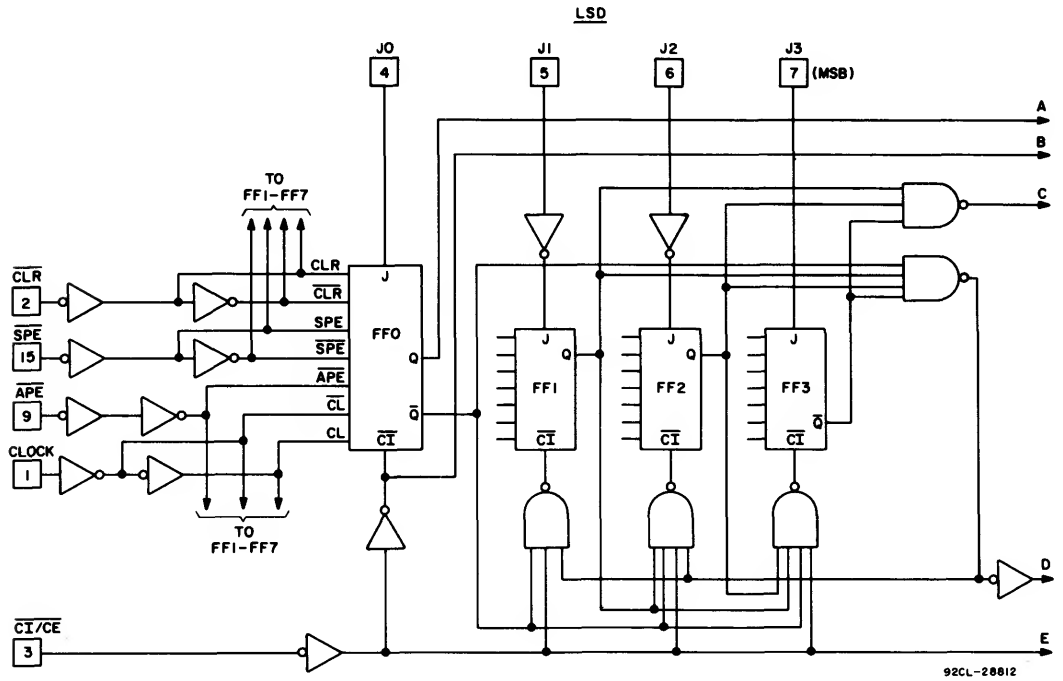 LSD
J0
4
J1
5
J2
6
J3
7 (MSB)
A
B
C
TO
FF1-FF7
CLR
2
SPE
15
APE
9
CLOCK
1
CLR
CLR
SPE
SPE
APE
CL
CL
J
FF0
Q
Q
CI
J
Q
FF1
CI
J
Q
FF2
CI
J
FF3
Q
CI
TO
FF1-FF7
D
CI/CE
3
E
92CL-28812